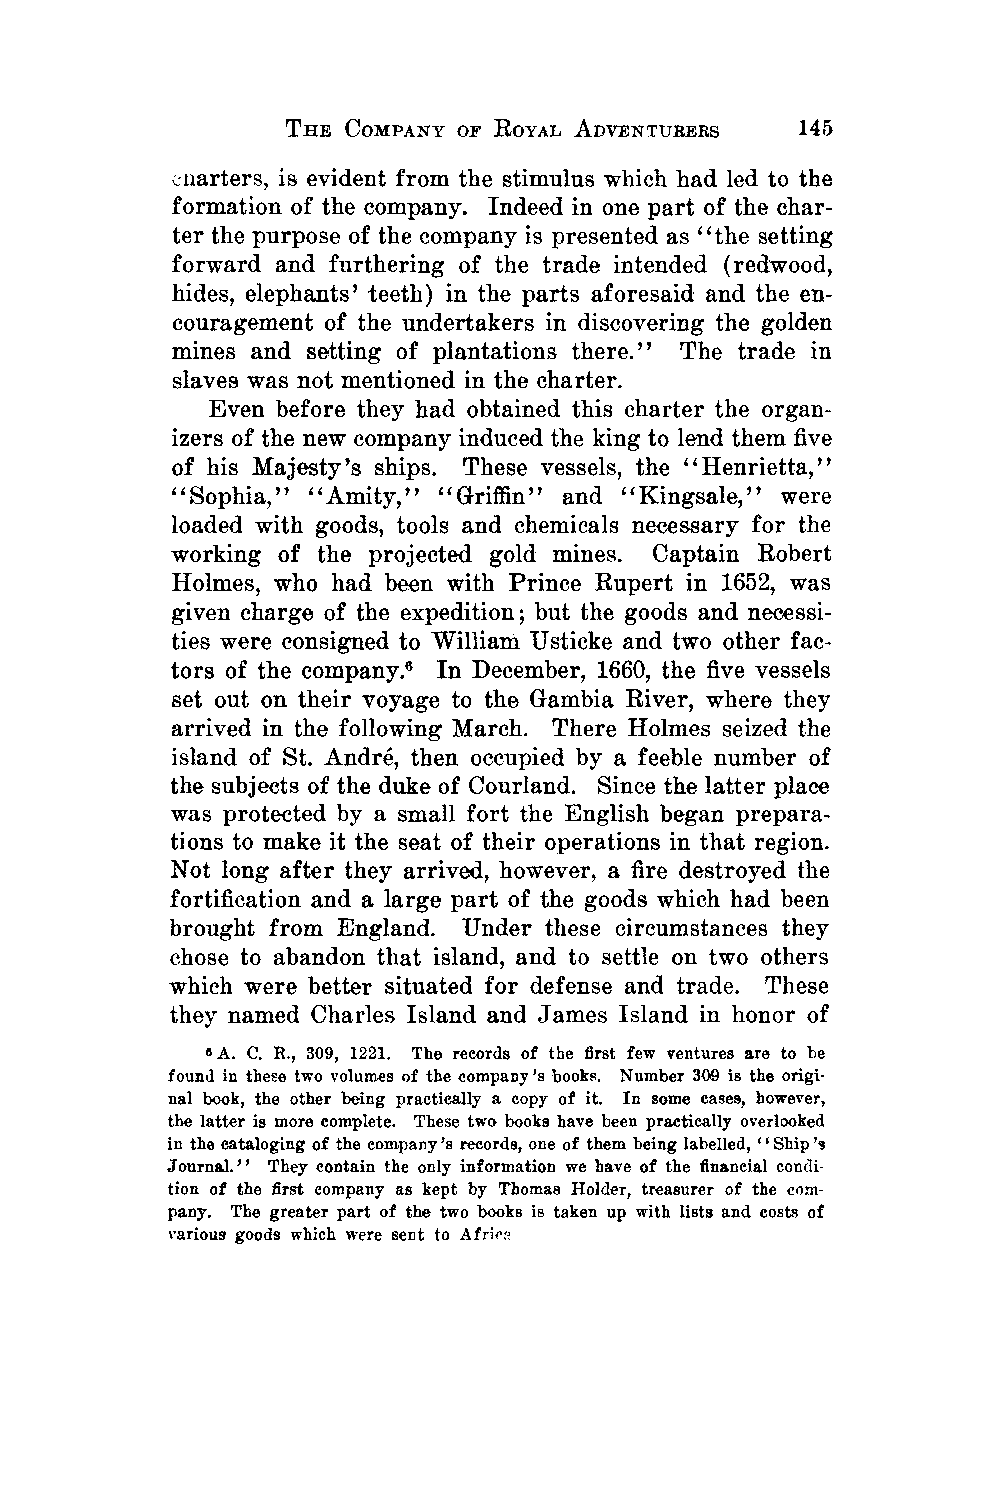 THE COMPANY OF ROYAL ADVENTURERS 145
charters, is evident from the stimulus which had led to the
formation of the company. Indeed in one part of the char-
ter the purpose of the company is presented as ‘‘the setting
forward and furthering of the trade intended (redwood,
hides, elephants’ teeth) in the parts aforesaid and the en-
couragement of the undertakers in discovering the golden
mines and setting of plantations there.’’ The trade in
slaves was not mentioned in the charter.
Even before they had obtained this charter the organ-
izers of the new company induced the king to lend them five
of his Majesty’s ships. These vessels, the ‘‘Henrietta,’’
‘‘Sophia,’’ ‘‘Amity,’’ ‘‘Griffin’’ and ‘‘Kingsale,’’ were
loaded with goods, tools and chemicals necessary for the
working of the projected gold mines. Captain Robert
Holmes, who had been with Prince Rupert in 1652, was
given charge of the expedition; but the goods and necessi-
ties were consigned to William Usticke and two other fac-
tors of the company.⁶ In December, 1660, the five vessels
set out on their voyage to the Gambia River, where they
arrived in the following March. There Holmes seized the
island of St. André, then occupied by a feeble number of
the subjects of the duke of Courland. Since the latter place
was protected by a small fort the English began prepara-
tions to make it the seat of their operations in that region.
Not long after they arrived, however, a fire destroyed the
fortification and a large part of the goods which had been
brought from England. Under these circumstances they
chose to abandon that island, and to settle on two others
which were better situated for defense and trade. These
they named Charles Island and James Island in honor of
⁶ A. C. R., 309, 1221. The records of the first few ventures are to be
found in these two volumes of the company’s books. Number 309 is the origi-
nal book, the other being practically a copy of it. In some cases, however,
the latter is more complete. These two books have been practically overlooked
in the cataloging of the company’s records, one of them being labelled, ‘‘Ship’s
Journal.’’ They contain the only information we have of the financial condi-
tion of the first company as kept by Thomas Holder, treasurer of the com-
pany. The greater part of the two books is taken up with lists and costs of
various goods which were sent to Africa